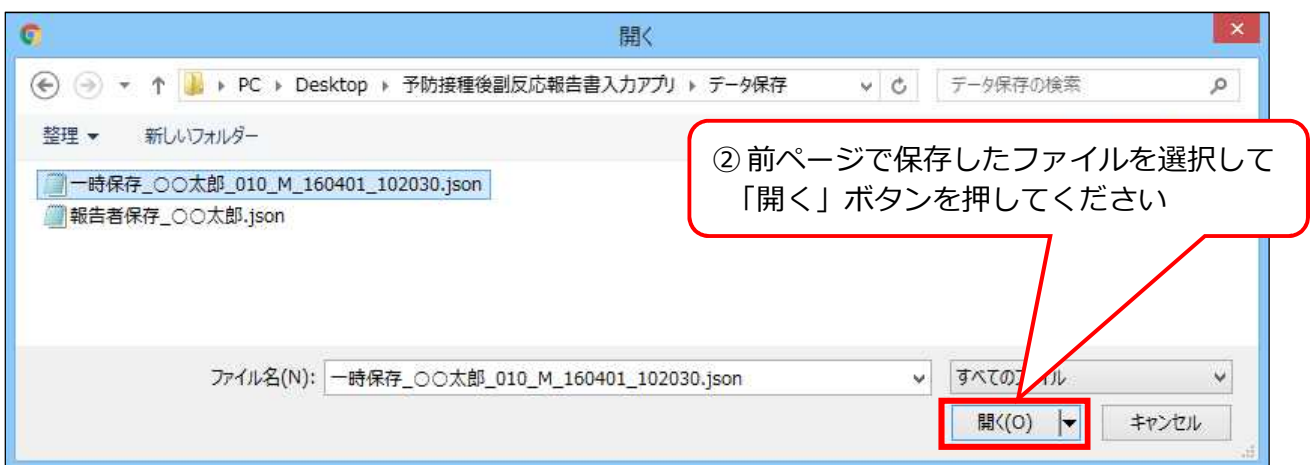 開く
PC ▸ Desktop ▸ 予防接種後副反応報告書入力アプリ ▸ データ保存
データ保存の検索
整理 ▼ 新しいフォルダー
② 前ページで保存したファイルを選択して
「開く」ボタンを押してください
一時保存_○○太郎_010_M_160401_102030.json
報告者保存_○○太郎.json
ファイル名(N): 一時保存_○○太郎_010_M_160401_102030.json
すべてのファイル
開く(O)
キャンセル